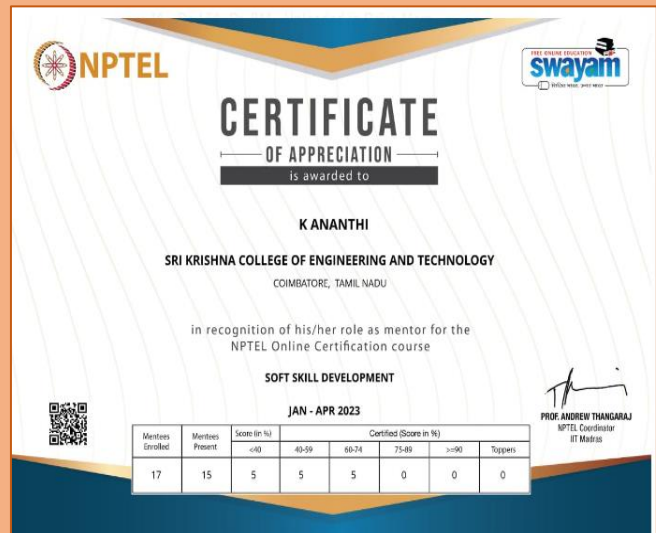 NPTEL
FREE ONLINE EDUCATION
swayam
CERTIFICATE
OF APPRECIATION
is awarded to
K ANANTHI
SRI KRISHNA COLLEGE OF ENGINEERING AND TECHNOLOGY
COIMBATORE, TAMIL NADU
in recognition of his/her role as mentor for the
NPTEL Online Certification course
SOFT SKILL DEVELOPMENT
JAN - APR 2023
PROF. ANDREW THANGARAJ
NPTEL Coordinator
IIT Madras
Mentees Enrolled Mentees Present Score (in %) Certified (Score in %)
<40 40-59 60-74 75-89 >=90 Toppers
17 15 5 5 5 0 0 0